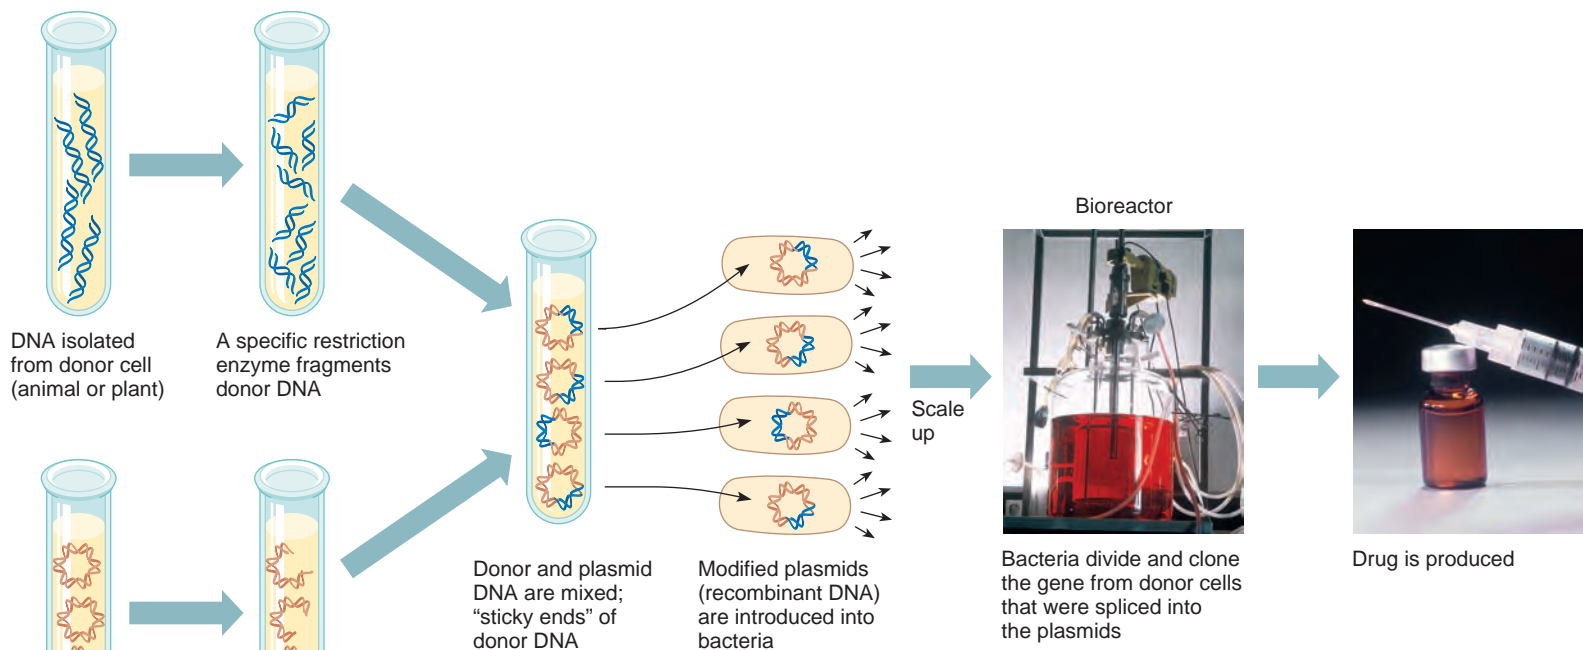 DNA isolated
from donor cell
(animal or plant)
A specific restriction
enzyme fragments
donor DNA
Donor and plasmid
DNA are mixed;
“sticky ends” of
donor DNA
Modified plasmids
(recombinant DNA)
are introduced into
bacteria
Scale
up
Bioreactor
Bacteria divide and clone
the gene from donor cells
that were spliced into
the plasmids
Drug is produced